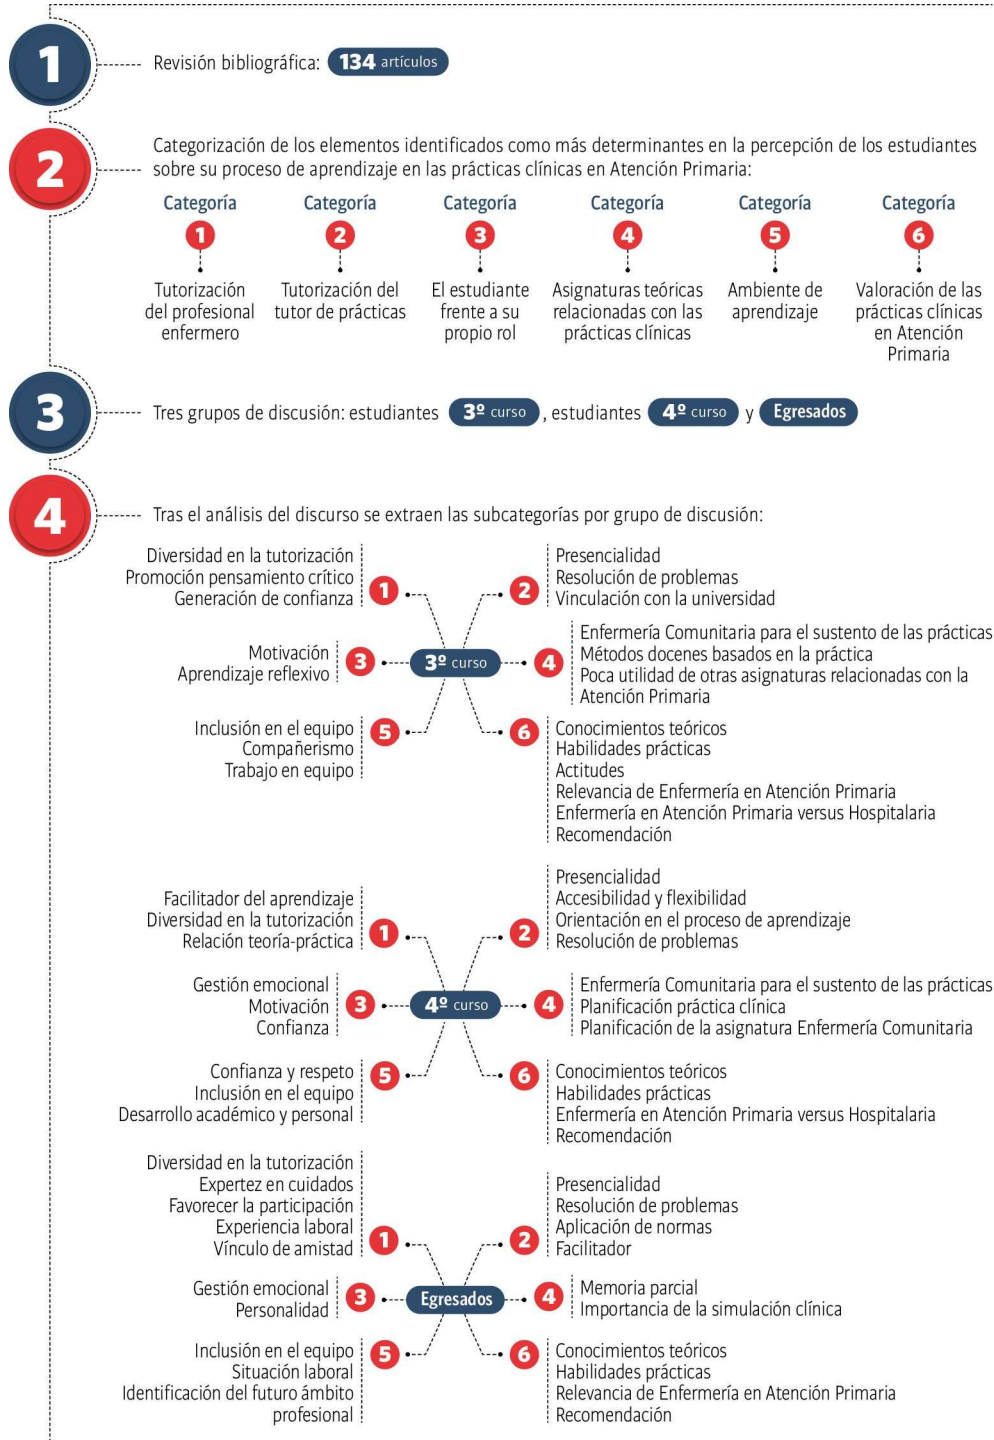 1
Revisión bibliográfica: 134 artículos
2
Categorización de los elementos identificados como más determinantes en la percepción de los estudiantes
sobre su proceso de aprendizaje en las prácticas clínicas en Atención Primaria:
Categoría
1
Tutorización
del profesional
enfermero
Categoría
2
Tutorización del
tutor de prácticas
Categoría
3
El estudiante
frente a su
propio rol
Categoría
4
Asignaturas teóricas
relacionadas con las
prácticas clínicas
Categoría
5
Ambiente de
aprendizaje
Categoría
6
Valoración de las
prácticas clínicas
en Atención
Primaria
3
Tres grupos de discusión: estudiantes 3º curso, estudiantes 4º curso y Egresados
4
Tras el análisis del discurso se extraen las subcategorías por grupo de discusión:
3º curso
1
Diversidad en la tutorización
Promoción pensamiento crítico
Generación de confianza
2
Presencialidad
Resolución de problemas
Vinculación con la universidad
3
Motivación
Aprendizaje reflexivo
4
Enfermería Comunitaria para el sustento de las prácticas
Métodos docenes basados en la práctica
Poca utilidad de otras asignaturas relacionadas con la
Atención Primaria
5
Inclusión en el equipo
Compañerismo
Trabajo en equipo
6
Conocimientos teóricos
Habilidades prácticas
Actitudes
Relevancia de Enfermería en Atención Primaria
Enfermería en Atención Primaria versus Hospitalaria
Recomendación
4º curso
1
Facilitador del aprendizaje
Diversidad en la tutorización
Relación teoría-práctica
2
Presencialidad
Accesibilidad y flexibilidad
Orientación en el proceso de aprendizaje
Resolución de problemas
3
Gestión emocional
Motivación
Confianza
4
Enfermería Comunitaria para el sustento de las prácticas
Planificación práctica clínica
Planificación de la asignatura Enfermería Comunitaria
5
Confianza y respeto
Inclusión en el equipo
Desarrollo académico y personal
6
Conocimientos teóricos
Habilidades prácticas
Enfermería en Atención Primaria versus Hospitalaria
Recomendación
Egresados
1
Diversidad en la tutorización
Expertez en cuidados
Favorecer la participación
Experiencia laboral
Vínculo de amistad
2
Presencialidad
Resolución de problemas
Aplicación de normas
Facilitador
3
Gestión emocional
Personalidad
4
Memoria parcial
Importancia de la simulación clínica
5
Inclusión en el equipo
Situación laboral
Identificación del futuro ámbito
profesional
6
Conocimientos teóricos
Habilidades prácticas
Relevancia de Enfermería en Atención Primaria
Recomendación